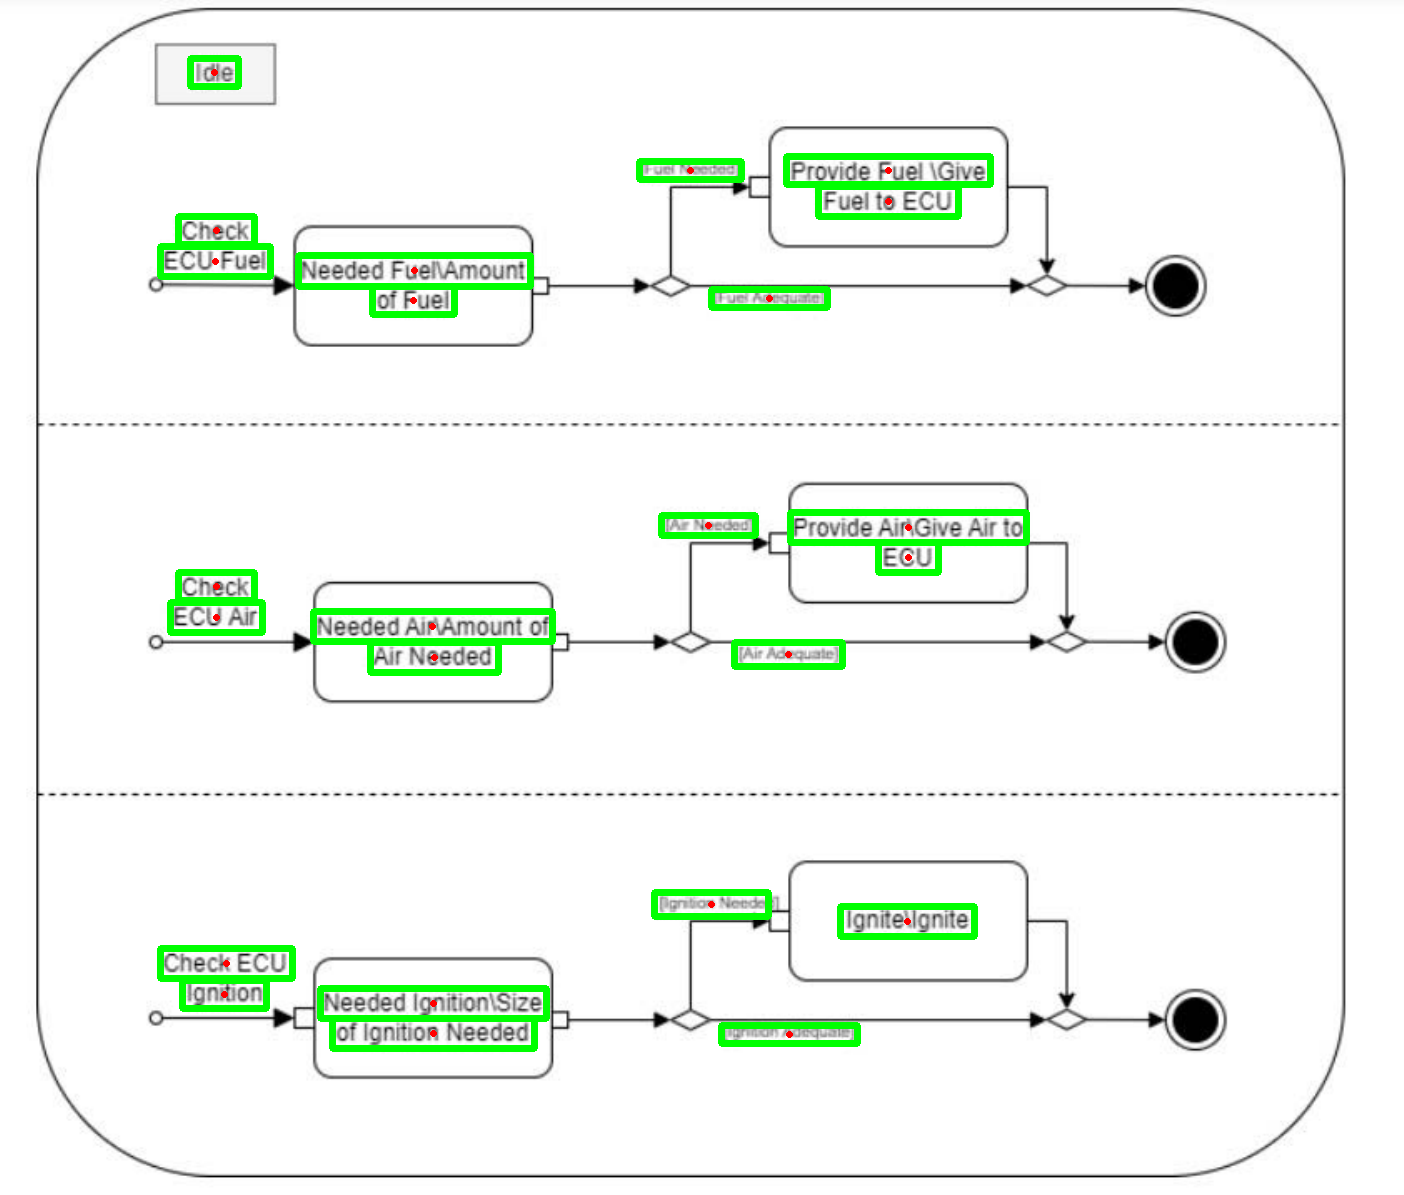 Idle
[Fuel Needed]
Provide Fuel \Give
Fuel to ECU
Check
ECU Fuel
Needed Fuel\Amount
of Fuel
[Fuel Adequate]
[Air Needed]
Provide Air\Give Air to
ECU
Check
ECU Air
Needed Air\Amount of
Air Needed
[Air Adequate]
[Ignition Needed]
Ignite\Ignite
Check ECU
Ignition
Needed Ignition\Size
of Ignition Needed
[Ignition Adequate]